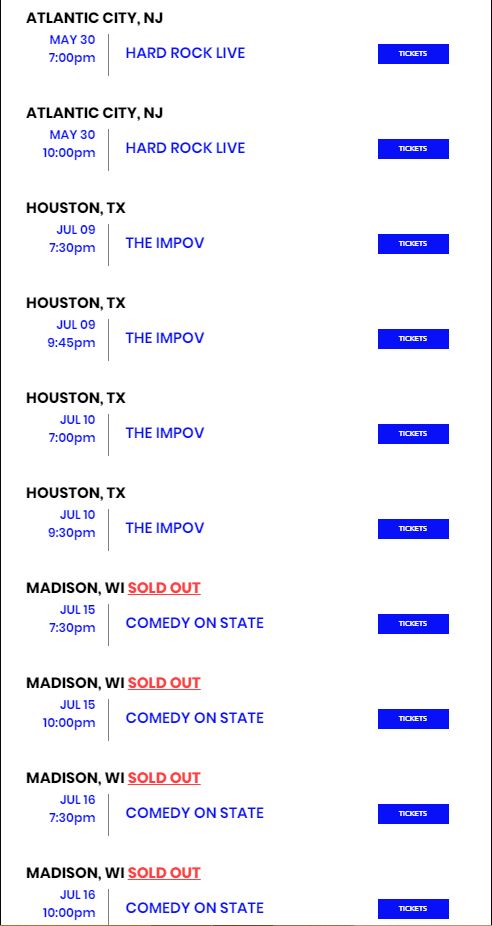 ATLANTIC CITY, NJ
MAY 30
7:00pm
HARD ROCK LIVE
TICKETS
ATLANTIC CITY, NJ
MAY 30
10:00pm
HARD ROCK LIVE
TICKETS
HOUSTON, TX
JUL 09
7:30pm
THE IMPOV
TICKETS
HOUSTON, TX
JUL 09
9:45pm
THE IMPOV
TICKETS
HOUSTON, TX
JUL 10
7:00pm
THE IMPOV
TICKETS
HOUSTON, TX
JUL 10
9:30pm
THE IMPOV
TICKETS
MADISON, WI SOLD OUT
JUL 15
7:30pm
COMEDY ON STATE
TICKETS
MADISON, WI SOLD OUT
JUL 15
10:00pm
COMEDY ON STATE
TICKETS
MADISON, WI SOLD OUT
JUL 16
7:30pm
COMEDY ON STATE
TICKETS
MADISON, WI SOLD OUT
JUL 16
10:00pm
COMEDY ON STATE
TICKETS